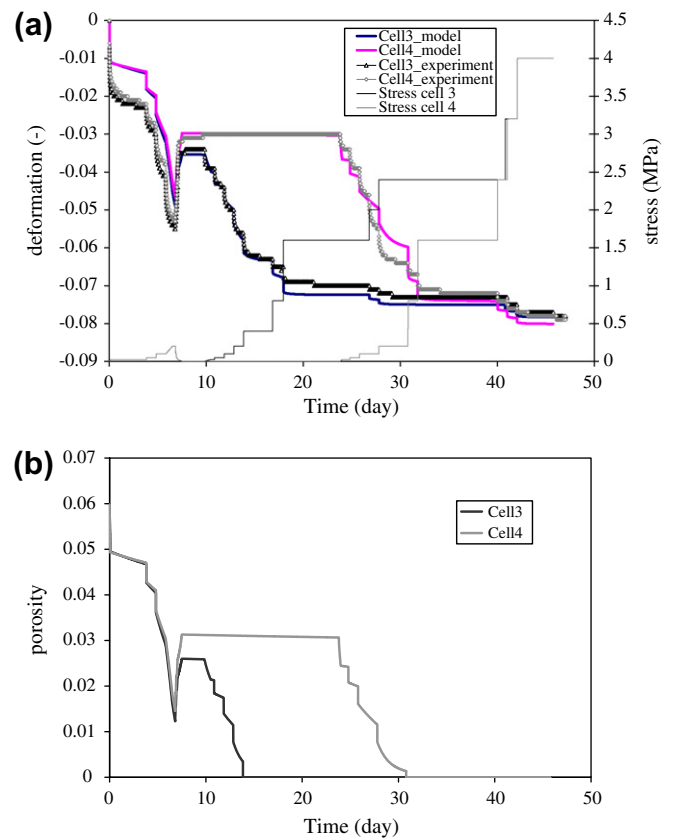 (a)
0
-0.01
-0.02
-0.03
-0.04
-0.05
-0.06
-0.07
-0.08
-0.09
deformation (-)
Cell3_model
Cell4_model
Cell3_experiment
Cell4_experiment
Stress cell 3
Stress cell 4
4.5
4
3.5
3
2.5
2
1.5
1
0.5
0
stress (MPa)
0 10 20 30 40 50
Time (day)
(b)
0.07
0.06
0.05
0.04
0.03
0.02
0.01
0
porosity
Cell3
Cell4
0 10 20 30 40 50
Time (day)